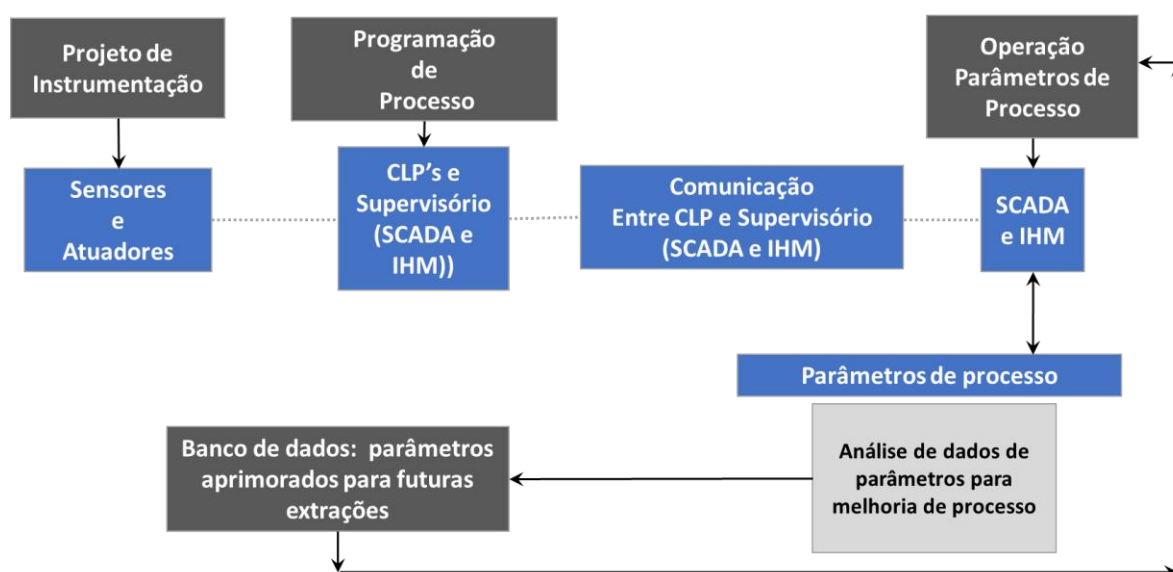 Projeto de
Instrumentação
Programação
de
Processo
Operação
Parâmetros de
Processo
Sensores
e
Atuadores
CLP's e
Supervisório
(SCADA e
IHM))
Comunicação
Entre CLP e Supervisório
(SCADA e IHM)
SCADA
e IHM
Parâmetros de processo
Banco de dados: parâmetros
aprimorados para futuras
extrações
Análise de dados de
parâmetros para
melhoria de processo